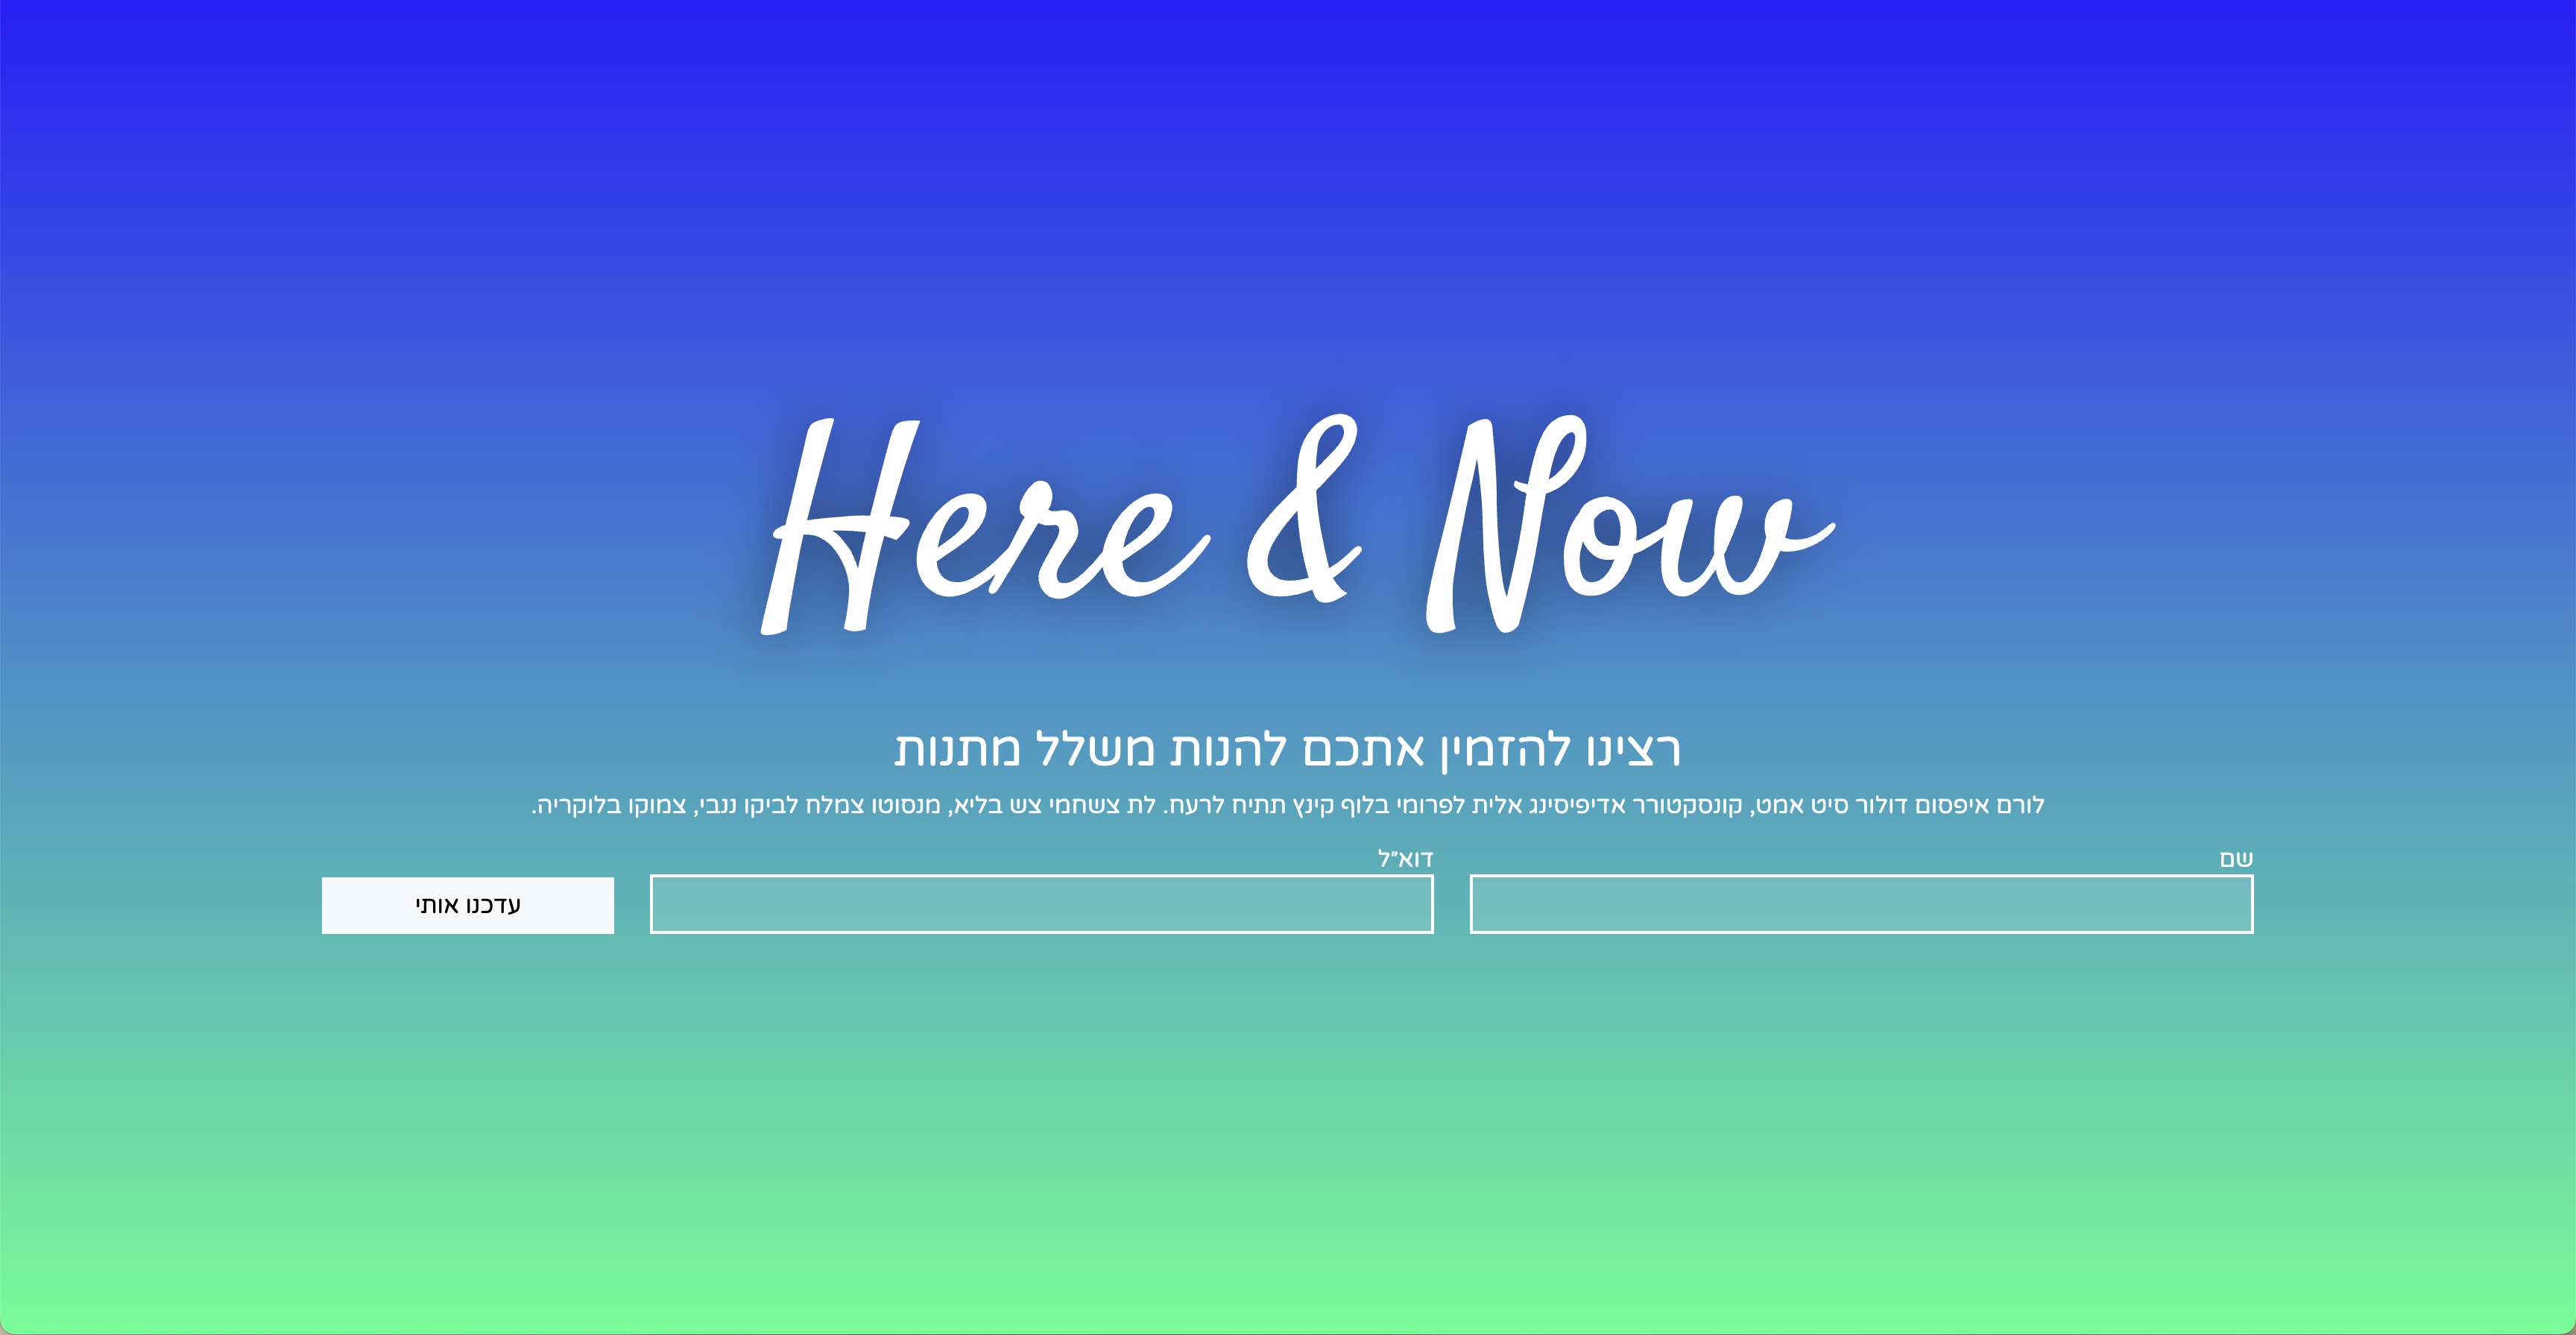 Here & Now
רצינו להזמין אתכם להנות משלל מתנות
לורם איפסום דולור סיט אמט, קונסקטורר אדיפיסינג אלית לפרומי בלוף קינץ תתיח לרעח. לת צשחמי צש בליא, מנסוטו צמלח לביקו ננבי, צמוקו בלוקריה.
שם
דוא״ל
עדכנו אותי